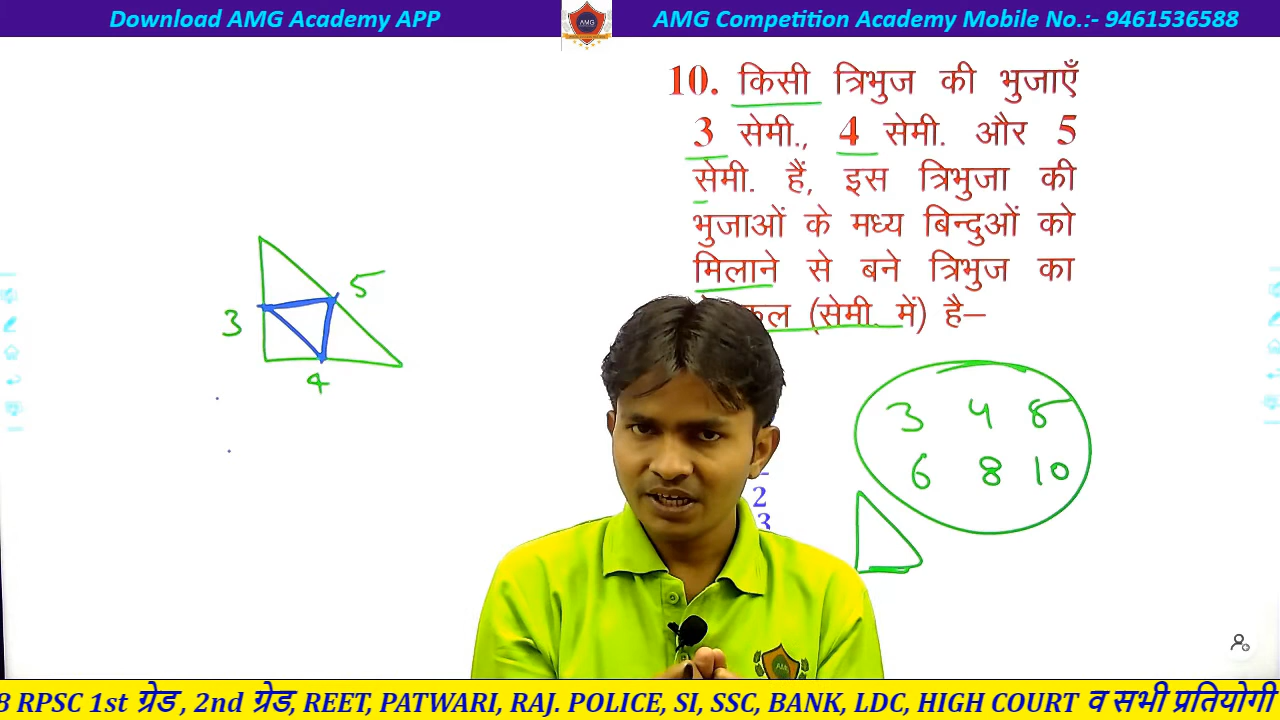 Download AMG Academy APP
AMG
AMG Competition Academy Mobile No.:- 9461536588
10. किसी त्रिभुज की भुजाएँ
3 सेमी., 4 सेमी. और 5
सेमी. हैं, इस त्रिभुजा की
भुजाओं के मध्य बिन्दुओं को
मिलाने से बने त्रिभुज का
(सेमी. में) है–
5
3
4
3 4 5
6 8 10
2
3
AMG
RPSC 1st ग्रेड , 2nd ग्रेड, REET, PATWARI, RAJ. POLICE, SI, SSC, BANK, LDC, HIGH COURT व सभी प्रतियोगी